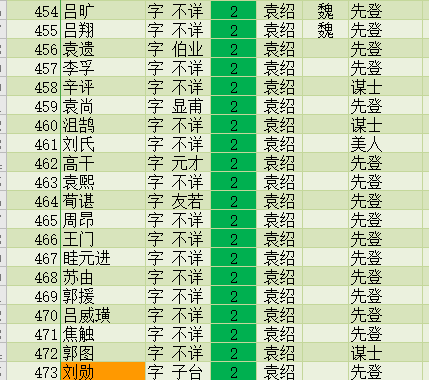 454 吕旷 字 不详 2 袁绍 魏 先登
455 吕翔 字 不详 2 袁绍 魏 先登
456 袁遗 字 伯业 2 袁绍 先登
457 李孚 字 不详 2 袁绍 先登
458 辛评 字 不详 2 袁绍 谋士
459 袁尚 字 显甫 2 袁绍 先登
460 沮鹄 字 不详 2 袁绍 谋士
461 刘氏 字 不详 2 袁绍 美人
462 高干 字 元才 2 袁绍 先登
463 袁熙 字 不详 2 袁绍 先登
464 荀谌 字 友若 2 袁绍 先登
465 周昂 字 不详 2 袁绍 先登
466 王门 字 不详 2 袁绍 先登
467 眭元进 字 不详 2 袁绍 先登
468 苏由 字 不详 2 袁绍 先登
469 郭援 字 不详 2 袁绍 先登
470 吕威璜 字 不详 2 袁绍 先登
471 焦触 字 不详 2 袁绍 先登
472 郭图 字 不详 2 袁绍 谋士
473 刘勋 字 子台 2 袁绍 先登